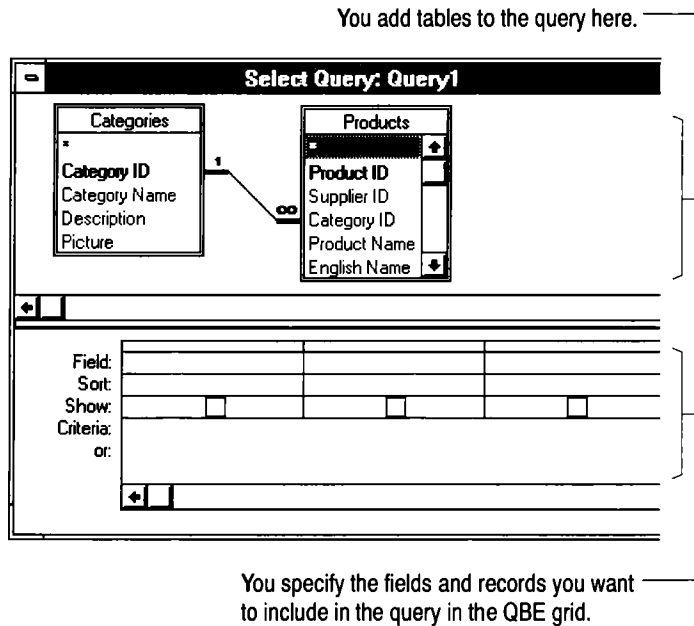 You add tables to the query here.
Select Query: Query1
Categories
*
Category ID
Category Name
Description
Picture
1
∞
Products
*
Product ID
Supplier ID
Category ID
Product Name
English Name
Field:
Sort:
Show:
Criteria:
or:
You specify the fields and records you want
to include in the query in the QBE grid.